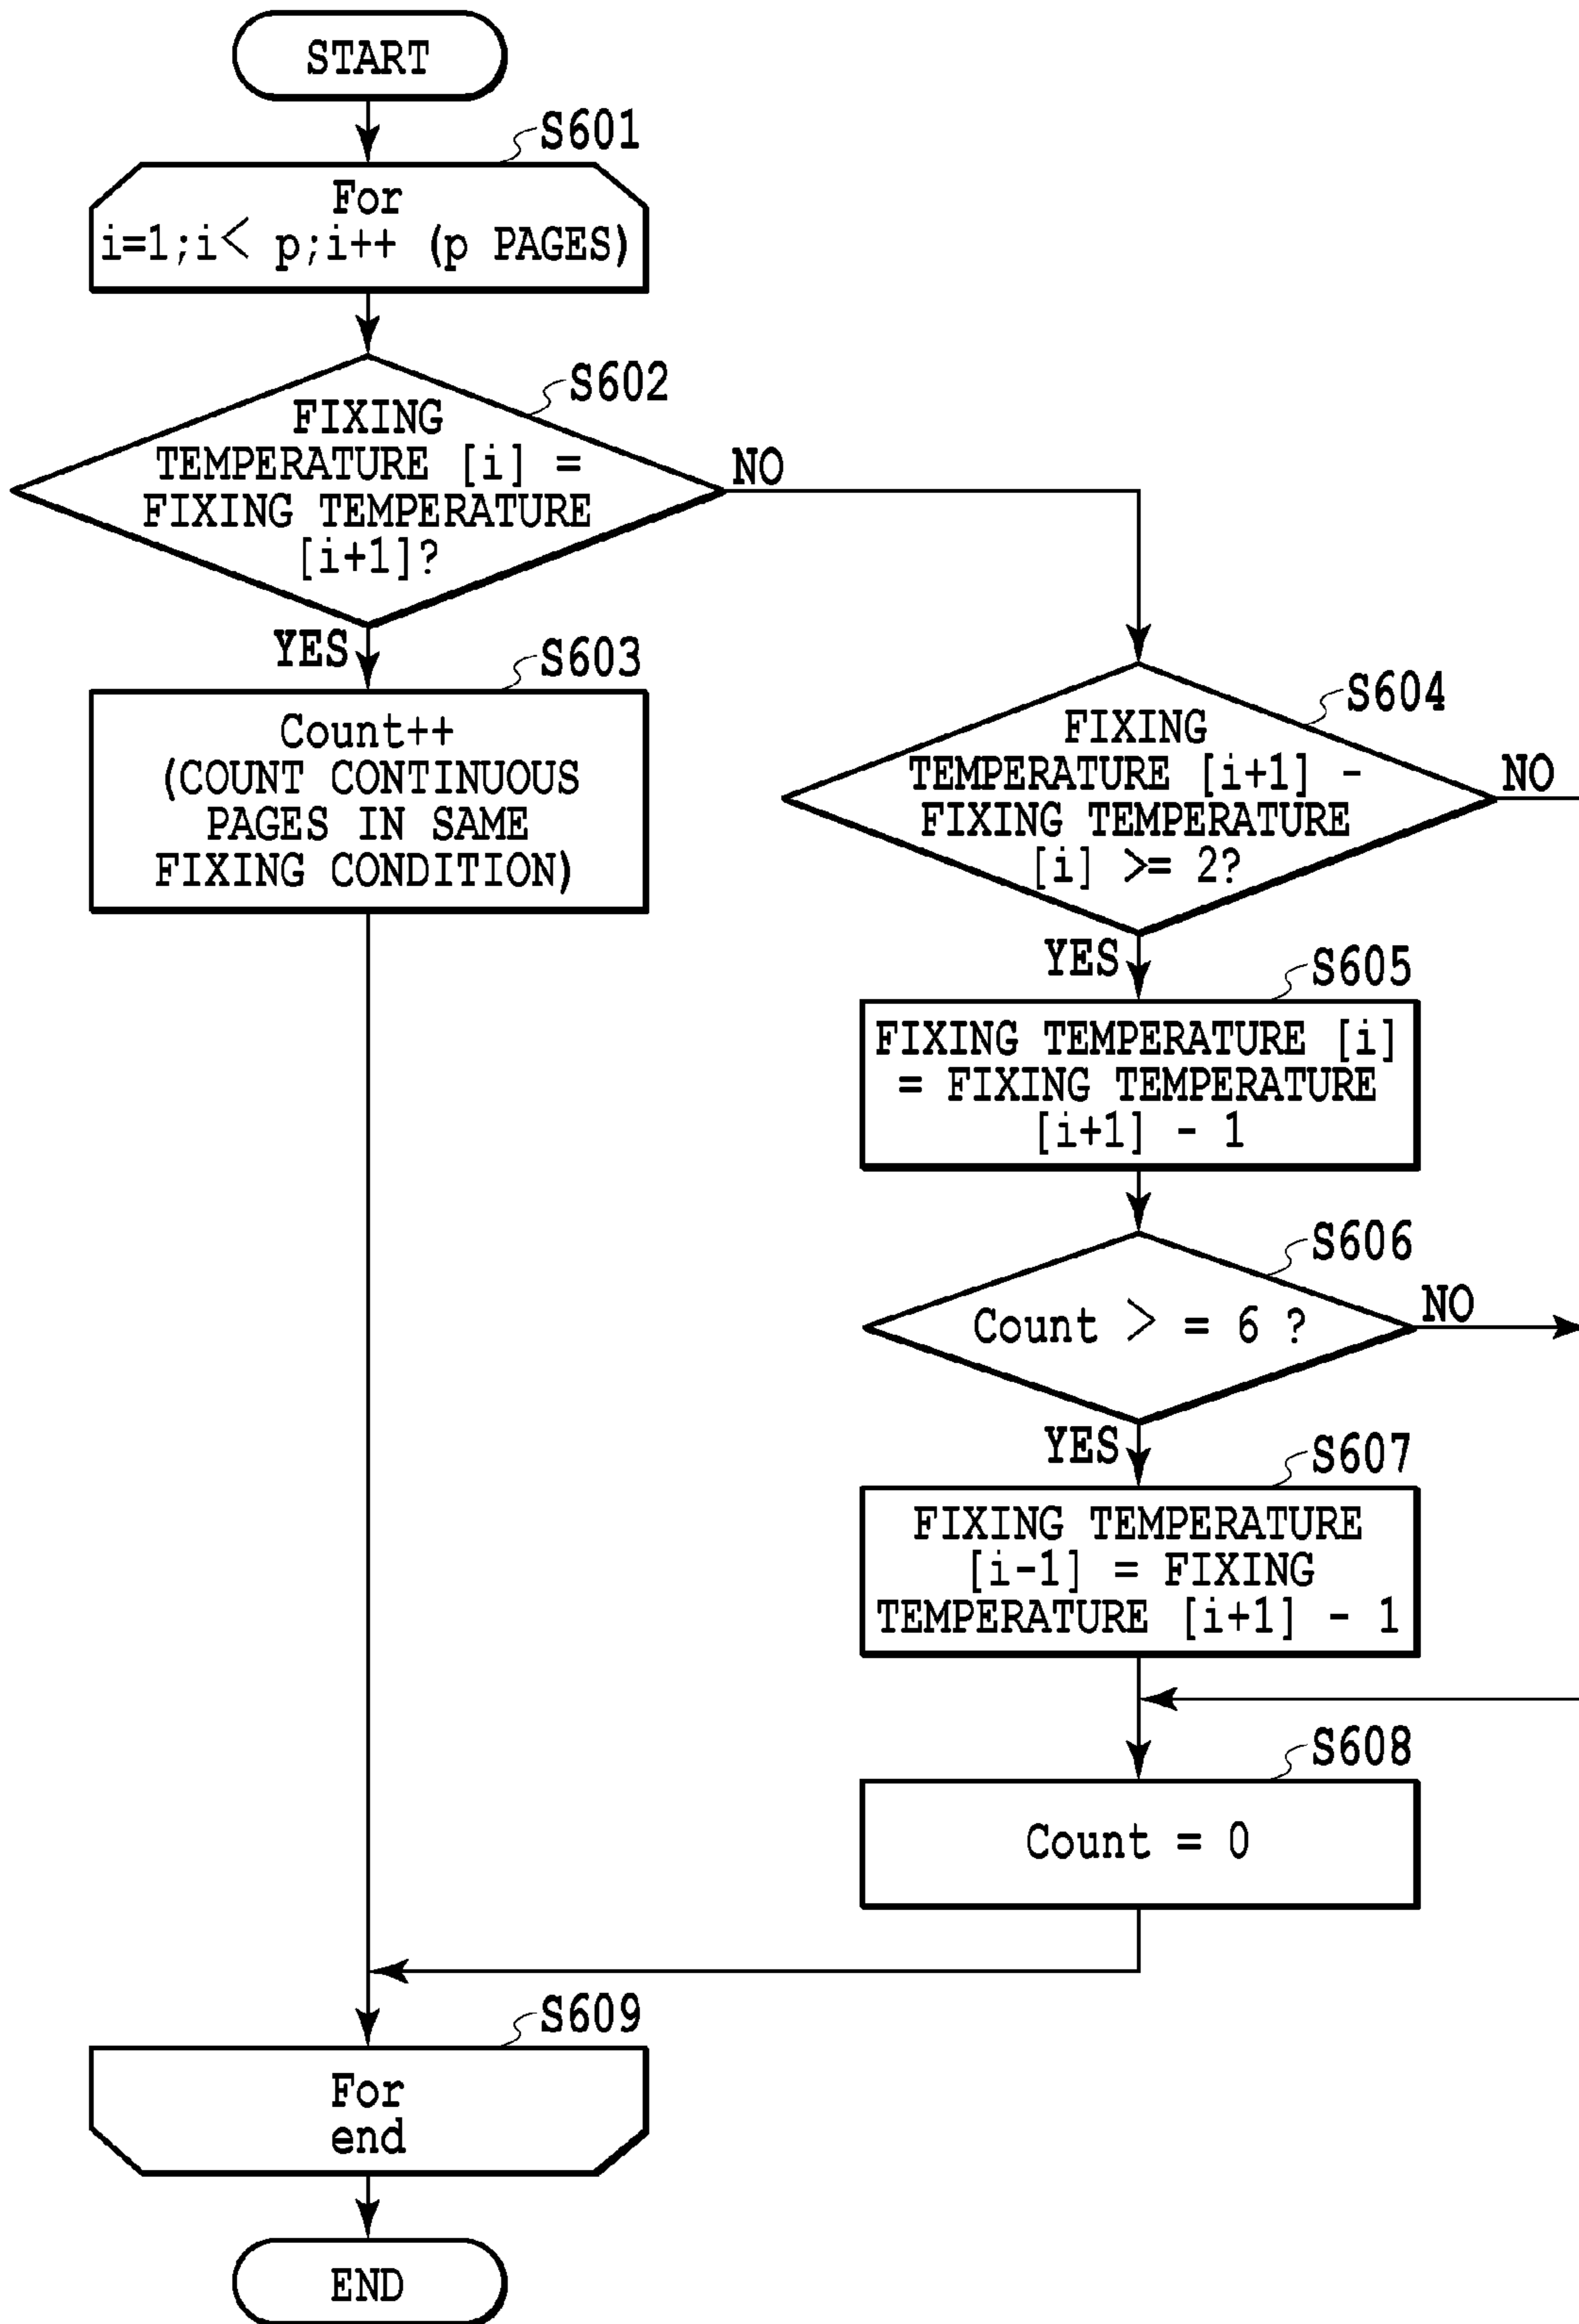 START
S601
For
i=1;i< p;i++ (p PAGES)
S602
FIXING
TEMPERATURE [i] =
FIXING TEMPERATURE
[i+1]?
NO
YES
S603
Count++
(COUNT CONTINUOUS
PAGES IN SAME
FIXING CONDITION)
S604
FIXING
TEMPERATURE [i+1] -
FIXING TEMPERATURE
[i] >= 2?
NO
YES
S605
FIXING TEMPERATURE [i]
= FIXING TEMPERATURE
[i+1] - 1
S606
Count > = 6 ?
NO
YES
S607
FIXING TEMPERATURE
[i-1] = FIXING
TEMPERATURE [i+1] - 1
S608
Count = 0
S609
For
end
END